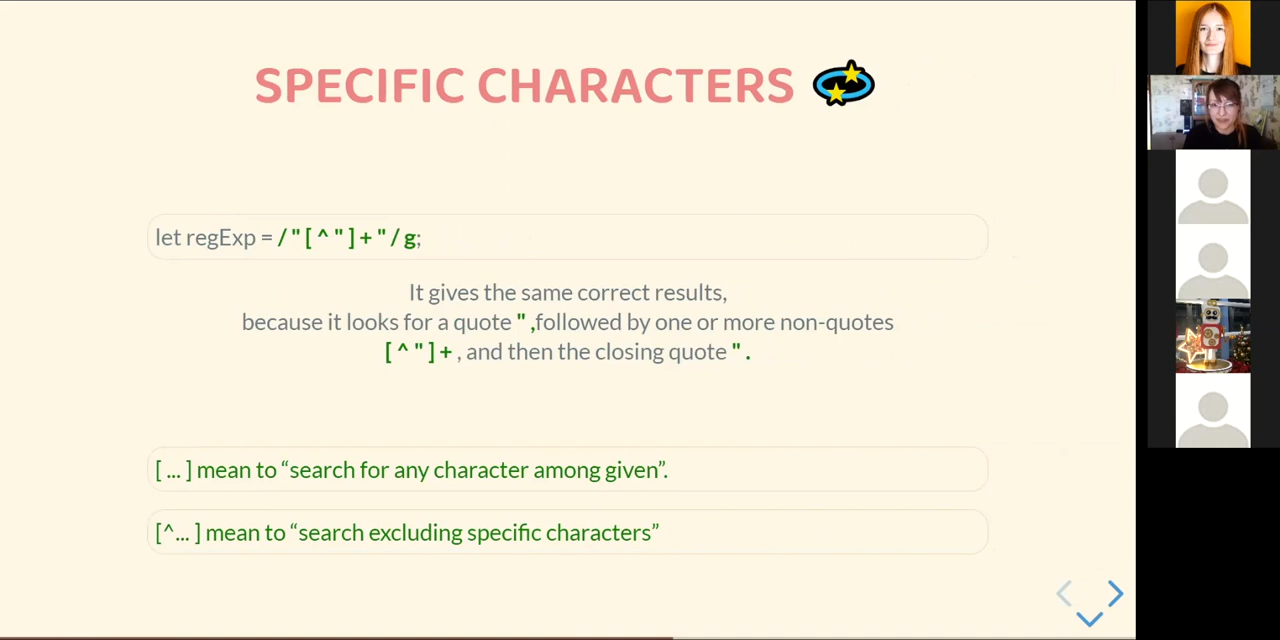 SPECIFIC CHARACTERS
let regExp = / " [ ^ " ] + " / g;
It gives the same correct results,
because it looks for a quote " ,followed by one or more non-quotes
[ ^ " ] + , and then the closing quote " .
[ ... ] mean to “search for any character among given”.
[^... ] mean to “search excluding specific characters”